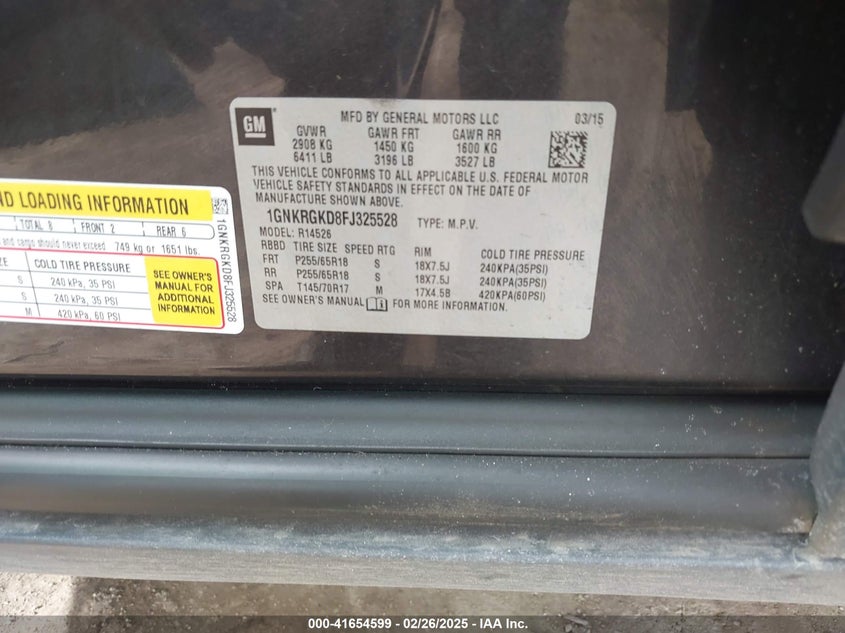 GM
MFD BY GENERAL MOTORS LLC 03/15
GVWR GAWR FRT GAWR RR
2908 KG 1450 KG 1600 KG
6411 LB 3196 LB 3527 LB
THIS VEHICLE CONFORMS TO ALL APPLICABLE U.S. FEDERAL MOTOR
VEHICLE SAFETY STANDARDS IN EFFECT ON THE DATE OF
MANUFACTURE SHOWN ABOVE.
1GNKRGKD8FJ325528 TYPE: M.P.V.
MODEL: R14526
RBBD TIRE SIZE SPEED RTG RIM COLD TIRE PRESSURE
FRT P255/65R18 S 18X7.5J 240KPA(35PSI)
RR P255/65R18 S 18X7.5J 240KPA(35PSI)
SPA T145/70R17 M 17X4.5B 420KPA(60PSI)
SEE OWNER'S MANUAL FOR MORE INFORMATION.
ND LOADING INFORMATION
TOTAL 8 FRONT 2 REAR 6
and cargo should never exceed 749 kg or 1651 lbs.
ZE COLD TIRE PRESSURE
S 240 kPa, 35 PSI
S 240 kPa, 35 PSI
M 420 kPa, 60 PSI
SEE OWNER'S
MANUAL FOR
ADDITIONAL
INFORMATION
1GNKRGKD8FJ325528
000-41654599 - 02/26/2025 - IAA Inc.